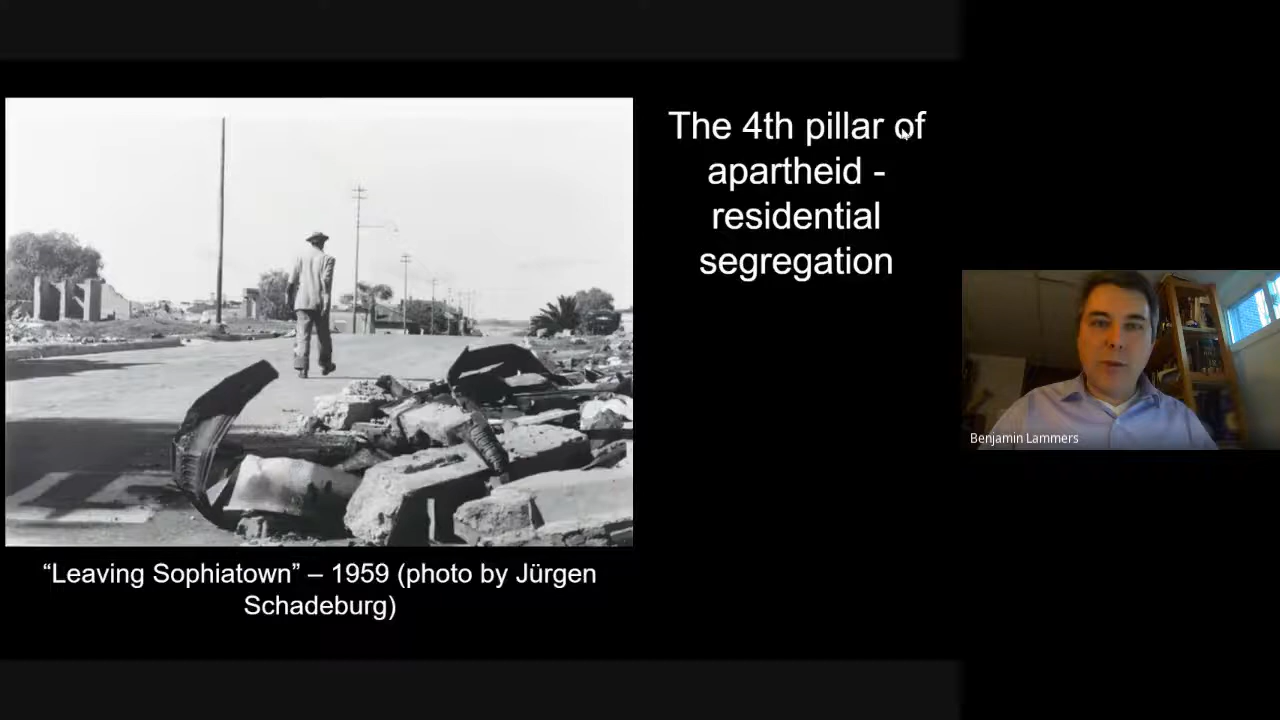 The 4th pillar of
apartheid -
residential
segregation
“Leaving Sophiatown” – 1959 (photo by Jürgen
Schadeburg)
Benjamin Lammers